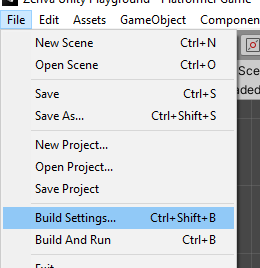 Zenva Unity Playground - Platformer Game
File Edit Assets GameObject Componen
New Scene Ctrl+N
Open Scene Ctrl+O
Sce
Save Ctrl+S
aded
Save As... Ctrl+Shift+S
New Project...
Open Project...
Save Project
Build Settings... Ctrl+Shift+B
Build And Run Ctrl+B
Exit